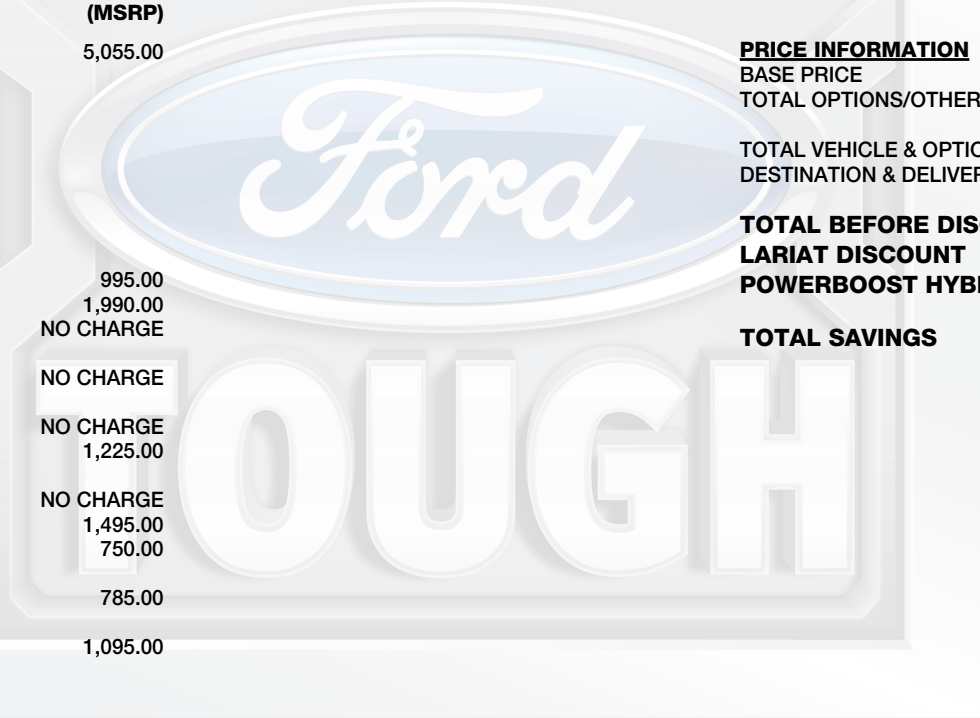 (MSRP)
5,055.00
995.00
1,990.00
NO CHARGE
NO CHARGE
NO CHARGE
1,225.00
NO CHARGE
1,495.00
750.00
785.00
1,095.00
PRICE INFORMATION
BASE PRICE
TOTAL OPTIONS/OTHER
TOTAL VEHICLE & OPTIO
DESTINATION & DELIVER
TOTAL BEFORE DISC
LARIAT DISCOUNT
POWERBOOST HYBR
TOTAL SAVINGS
Ford
TOUGH